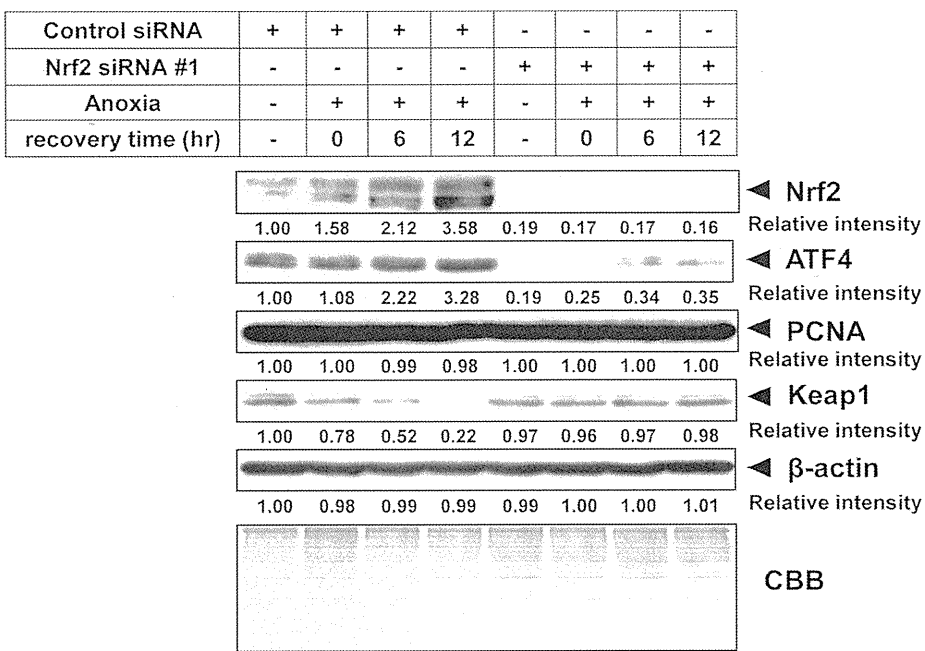 Control siRNA + + + + - - - -
Nrf2 siRNA #1 - - - - + + + +
Anoxia - + + + - + + +
recovery time (hr) - 0 6 12 - 0 6 12
Nrf2
1.00 1.58 2.12 3.58 0.19 0.17 0.17 0.16 Relative intensity
ATF4
1.00 1.08 2.22 3.28 0.19 0.25 0.34 0.35 Relative intensity
PCNA
1.00 1.00 0.99 0.98 1.00 1.00 1.00 1.00 Relative intensity
Keap1
1.00 0.78 0.52 0.22 0.97 0.96 0.97 0.98 Relative intensity
β-actin
1.00 0.98 0.99 0.99 0.99 1.00 1.00 1.01 Relative intensity
CBB